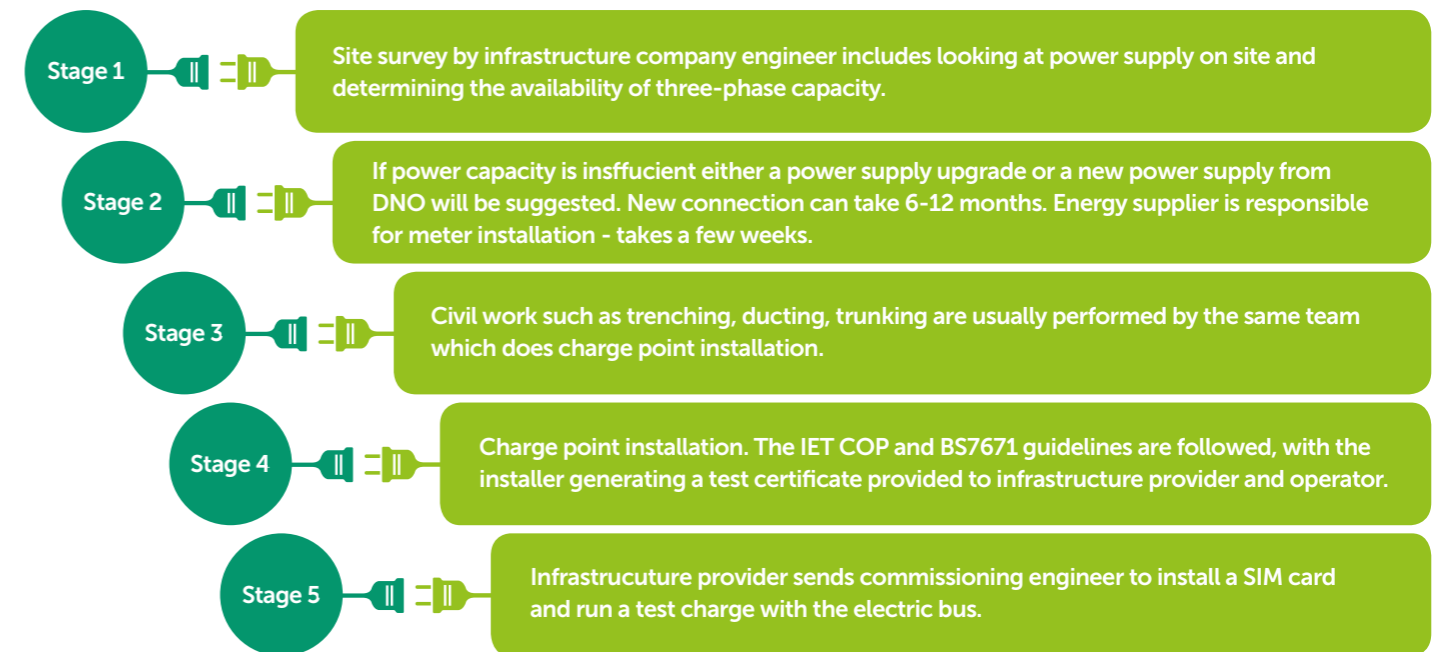 Stage 1
Site survey by infrastructure company engineer includes looking at power supply on site and
determining the availability of three-phase capacity.
Stage 2
If power capacity is insffucient either a power supply upgrade or a new power supply from
DNO will be suggested. New connection can take 6-12 months. Energy supplier is responsible
for meter installation - takes a few weeks.
Stage 3
Civil work such as trenching, ducting, trunking are usually performed by the same team
which does charge point installation.
Stage 4
Charge point installation. The IET COP and BS7671 guidelines are followed, with the
installer generating a test certificate provided to infrastructure provider and operator.
Stage 5
Infrastrucuture provider sends commissioning engineer to install a SIM card
and run a test charge with the electric bus.